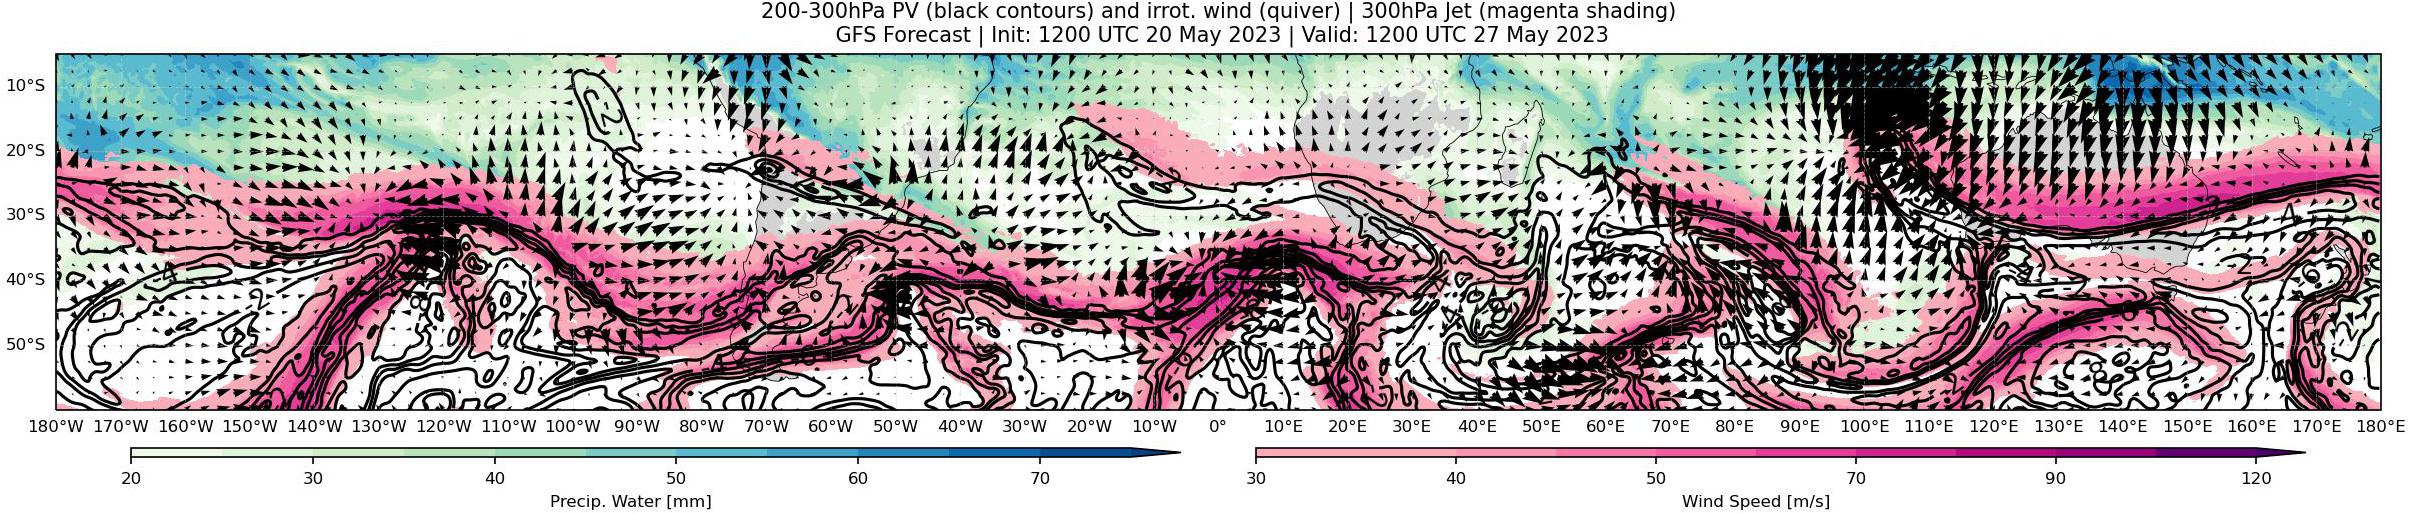 200-300hPa PV (black contours) and irrot. wind (quiver) | 300hPa Jet (magenta shading)
GFS Forecast | Init: 1200 UTC 20 May 2023 | Valid: 1200 UTC 27 May 2023
10°S
20°S
30°S
40°S
50°S
180°W 170°W 160°W 150°W 140°W 130°W 120°W 110°W 100°W 90°W 80°W 70°W 60°W 50°W 40°W 30°W 20°W 10°W 0° 10°E 20°E 30°E 40°E 50°E 60°E 70°E 80°E 90°E 100°E 110°E 120°E 130°E 140°E 150°E 160°E 170°E 180°E
20 30 40 50 60 70
Precip. Water [mm]
30 40 50 70 90 120
Wind Speed [m/s]